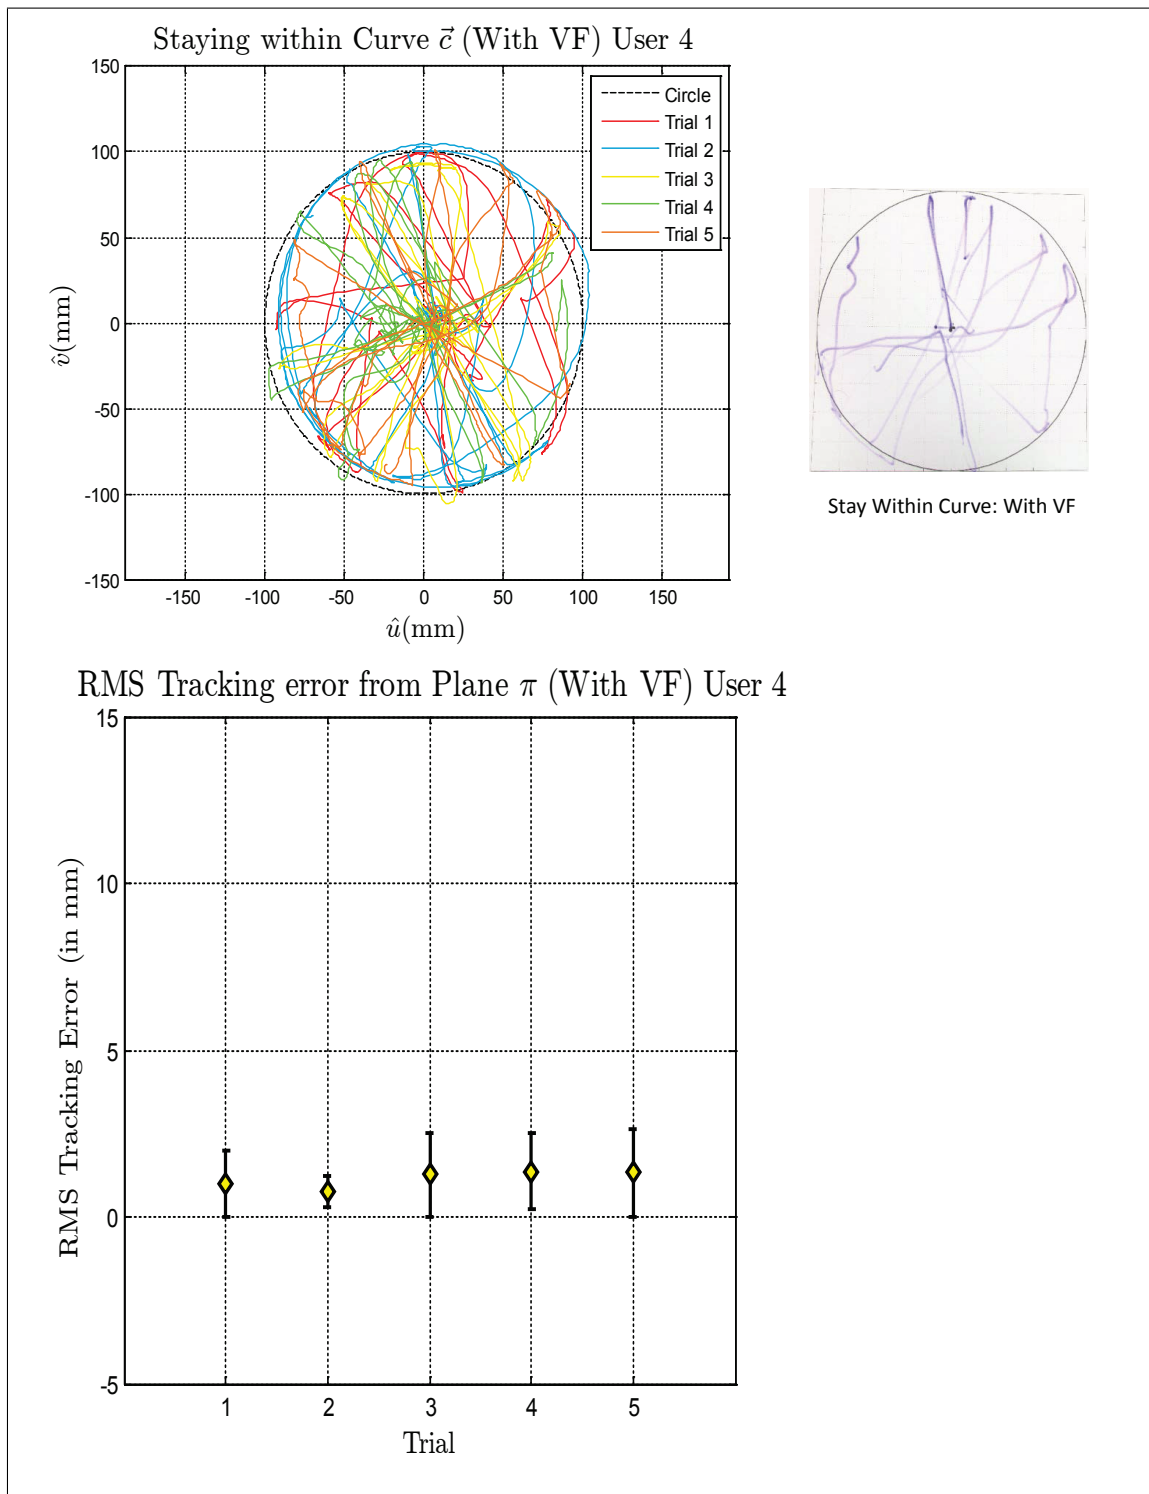 Staying within Curve c⃗ (With VF) User 4
150
100
50
0
-50
-100
-150
v̂(mm)
-150 -100 -50 0 50 100 150
û(mm)
Circle
Trial 1
Trial 2
Trial 3
Trial 4
Trial 5
Stay Within Curve: With VF
RMS Tracking error from Plane π (With VF) User 4
15
10
5
0
-5
RMS Tracking Error (in mm)
1 2 3 4 5
Trial